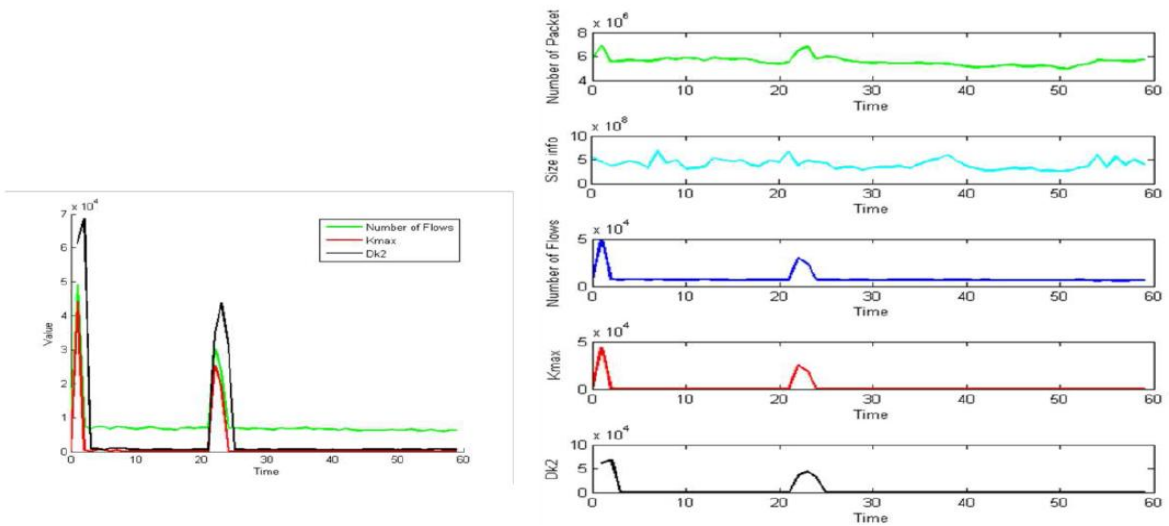 x 10^4
7
6
5
4
3
2
1
0
Value
0 10 20 30 40 50 60
Time
Number of Flows
Kmax
Dk2
x 10^6
8
6
4
Number of Packet
0 10 20 30 40 50 60
Time
x 10^8
10
5
0
Size info
0 10 20 30 40 50 60
Time
x 10^4
5
0
Number of Flows
0 10 20 30 40 50 60
Time
x 10^4
5
0
Kmax
0 10 20 30 40 50 60
Time
x 10^4
10
5
0
Dk2
0 10 20 30 40 50 60
Time